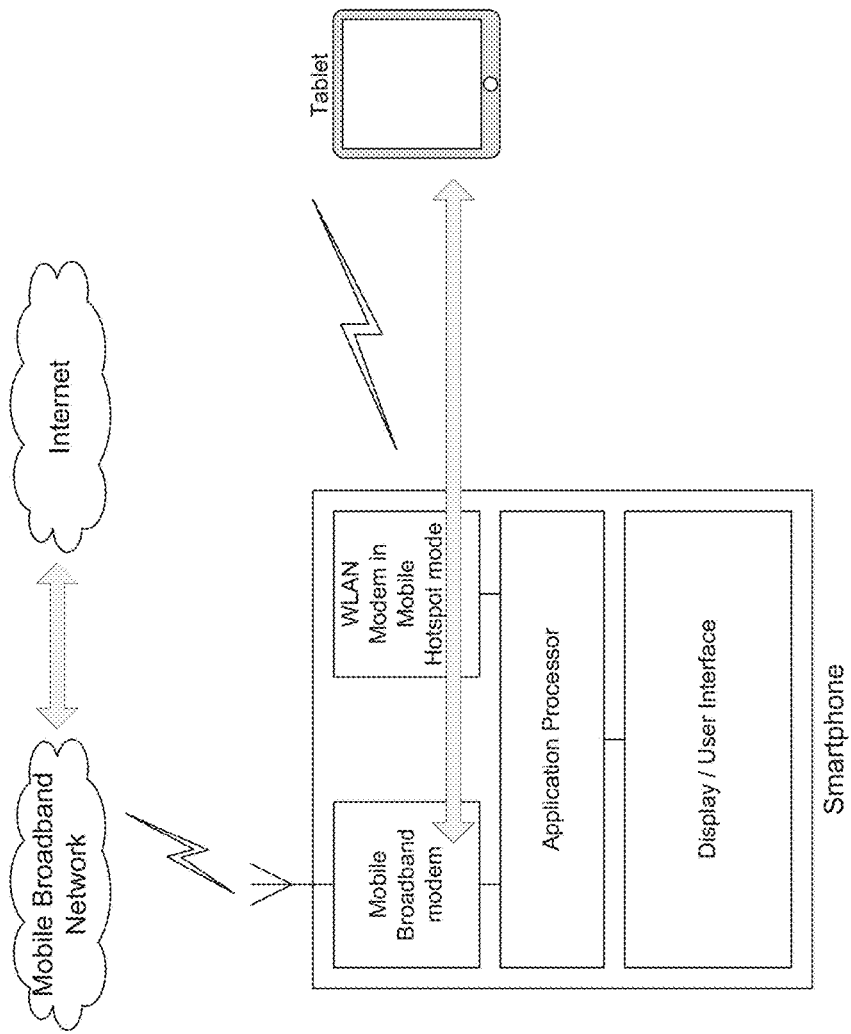 Mobile Broadband
Network
Internet
Tablet
Mobile
Broadband
modem
WLAN
Modem in
Mobile
Hotspot mode
Application Processor
Display / User Interface
Smartphone